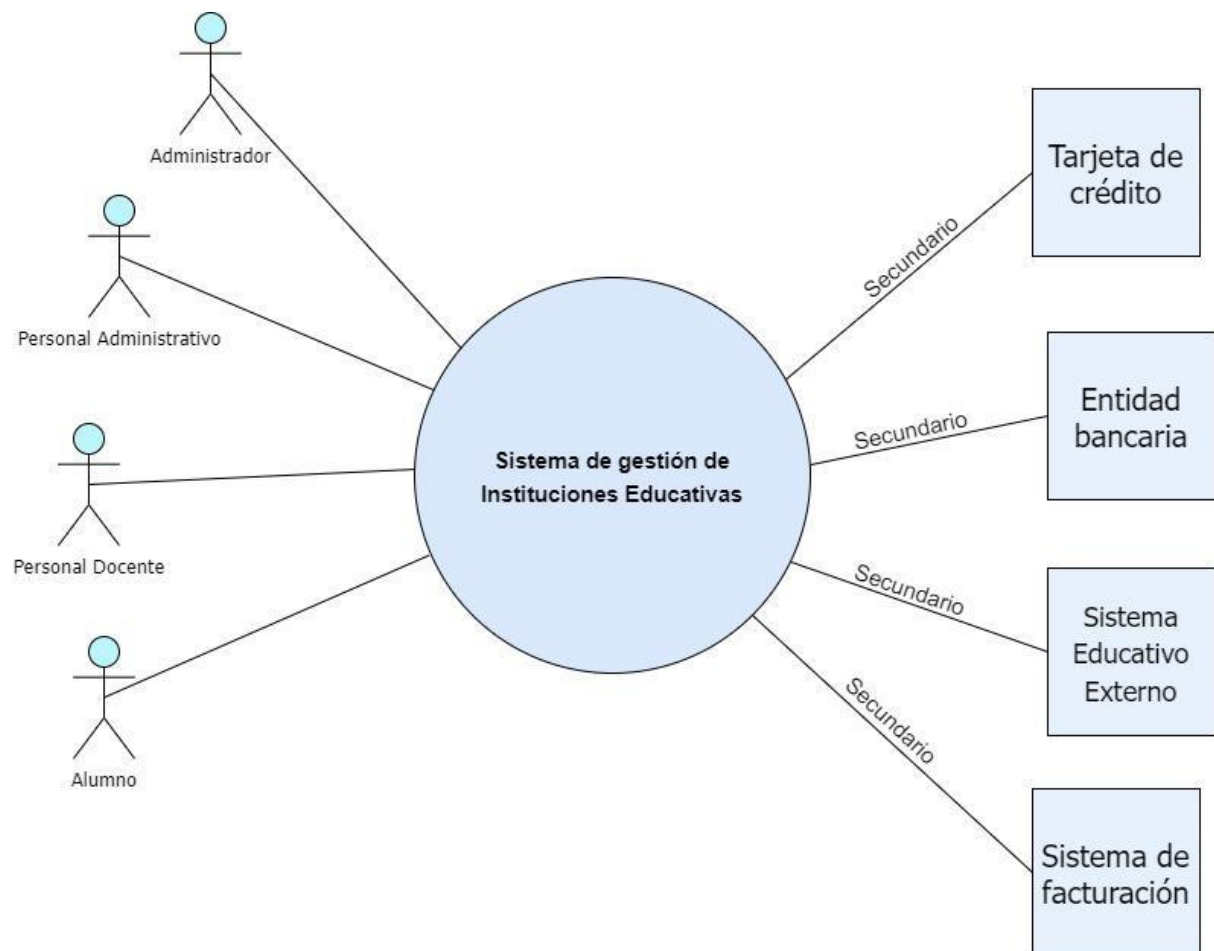 Administrador
Personal Administrativo
Personal Docente
Alumno
Sistema de gestión de
Instituciones Educativas
Secundario
Tarjeta de
crédito
Secundario
Entidad
bancaria
Secundario
Sistema
Educativo
Externo
Secundario
Sistema de
facturación